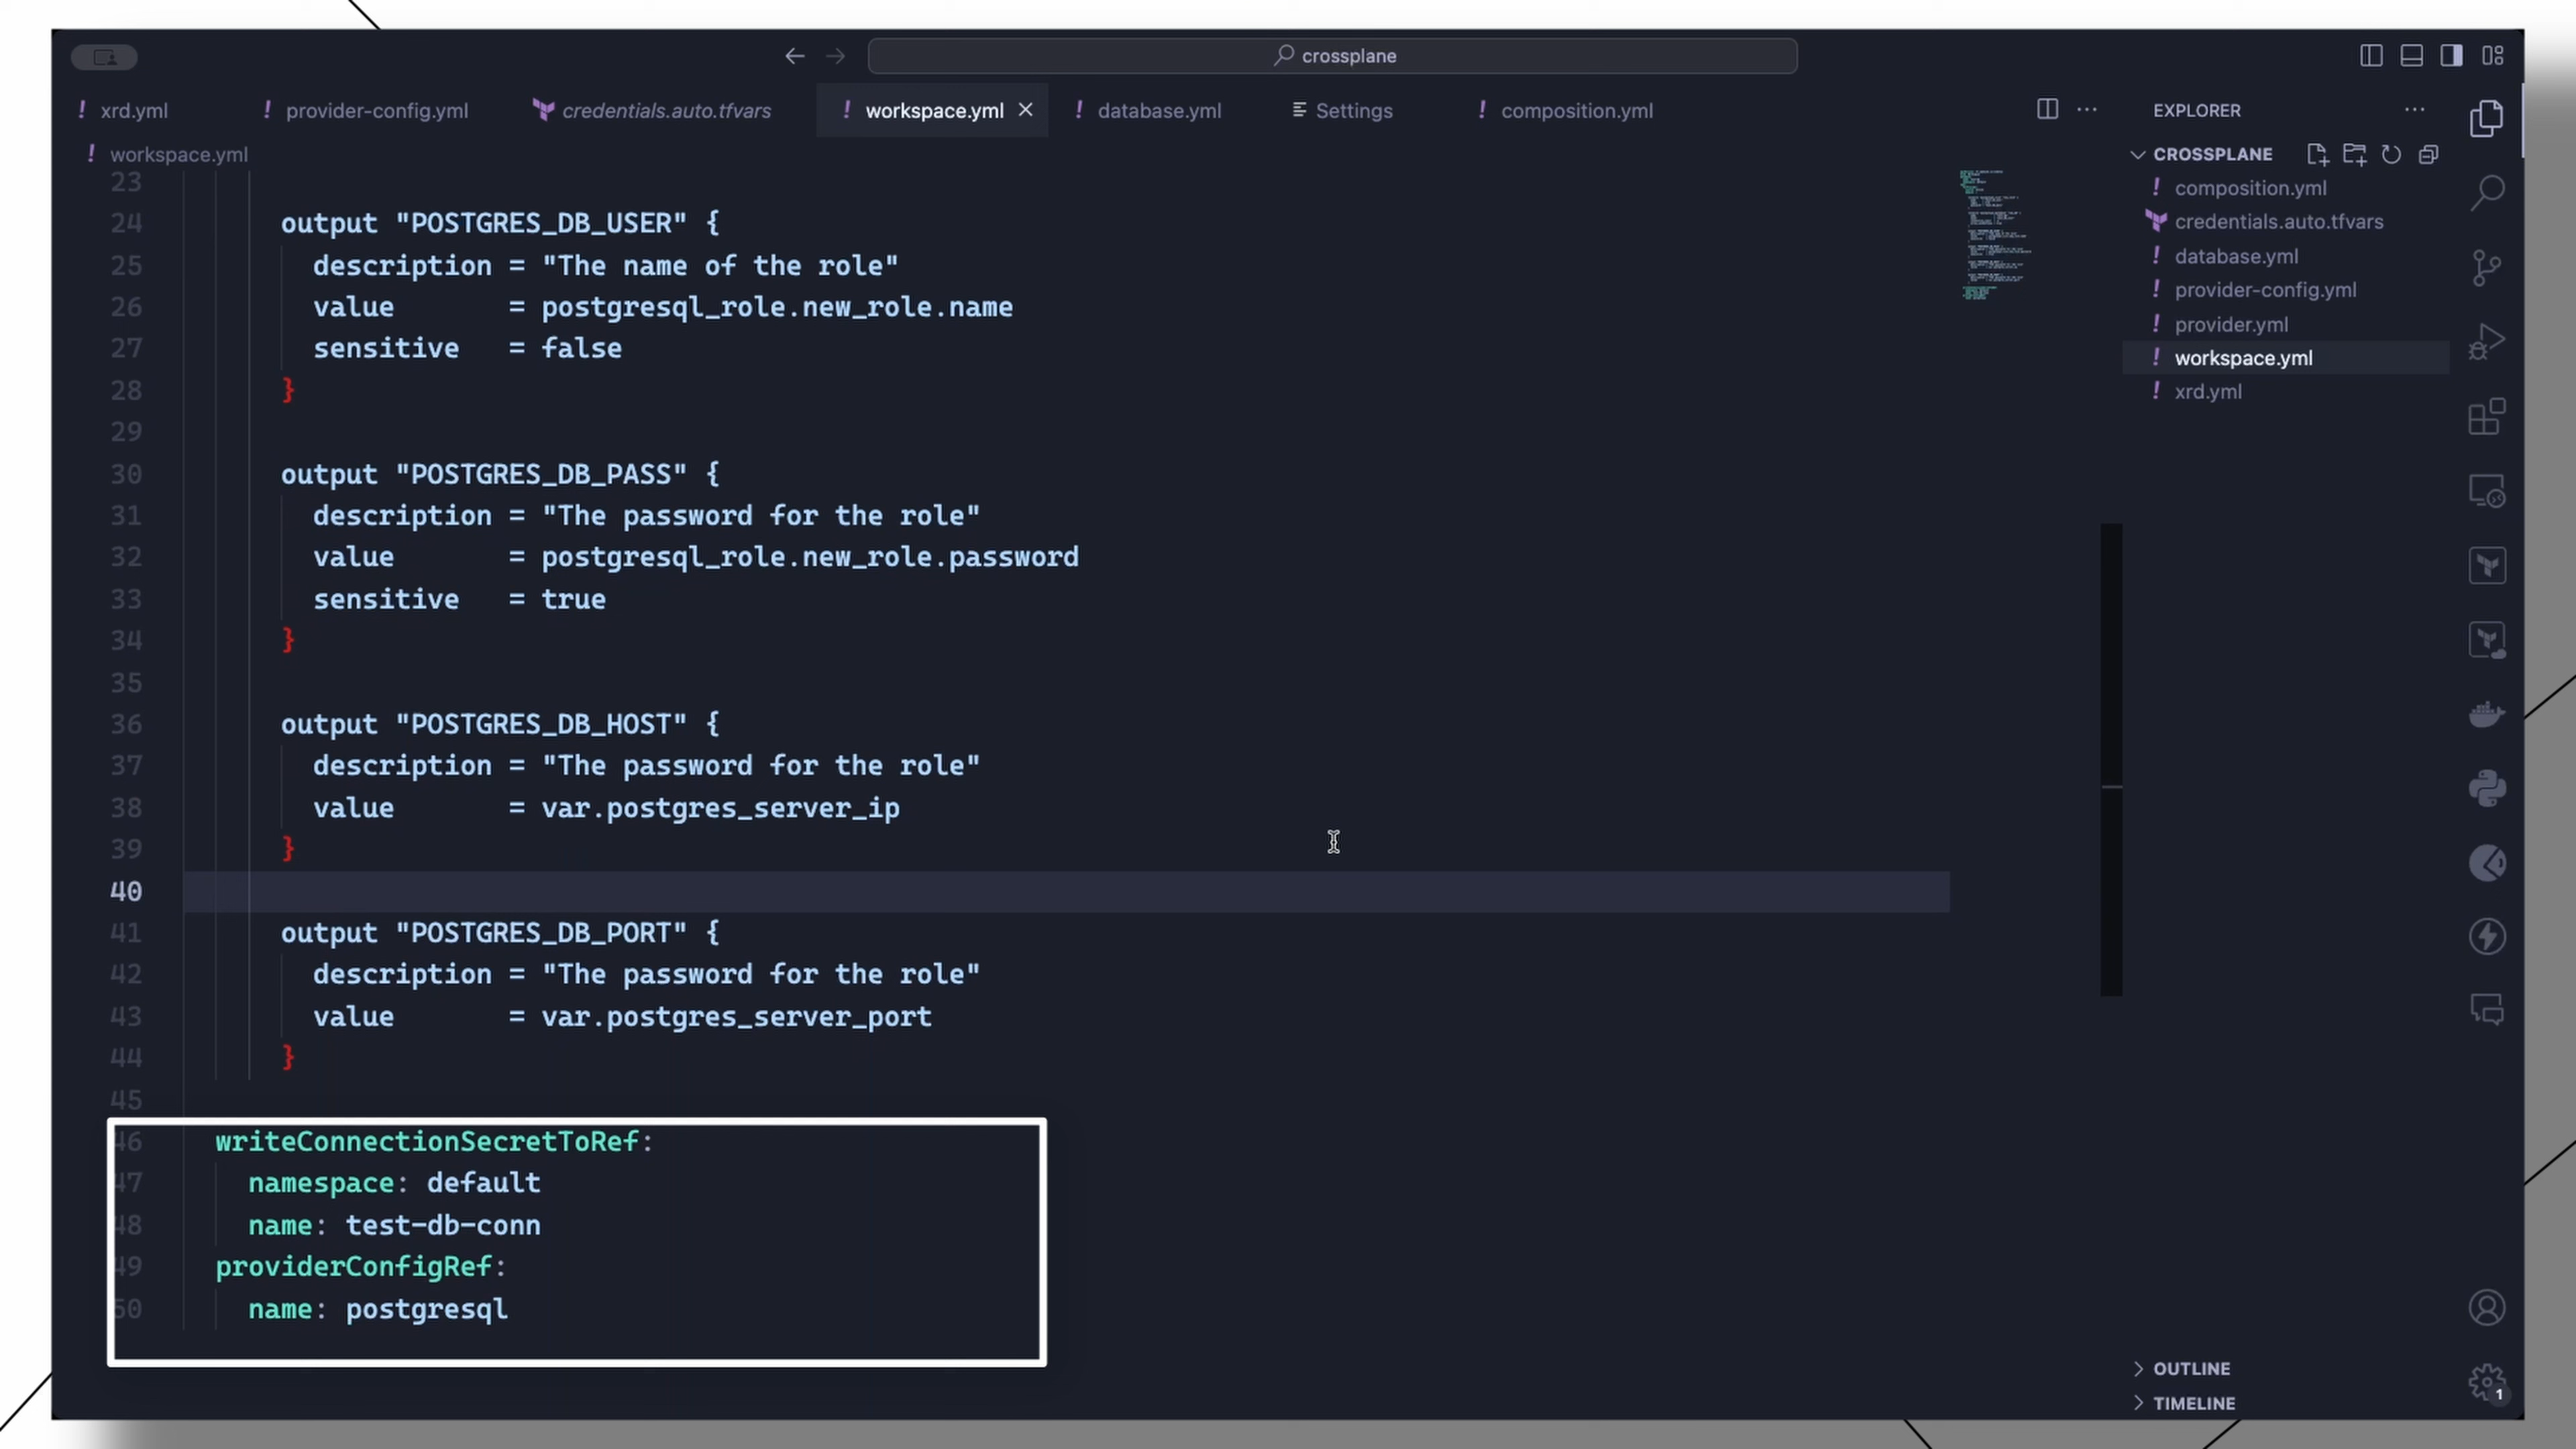 crossplane
xrd.yml
provider-config.yml
credentials.auto.tfvars
workspace.yml
database.yml
Settings
composition.yml
workspace.yml
23
24 output "POSTGRES_DB_USER" {
25 description = "The name of the role"
26 value = postgresql_role.new_role.name
27 sensitive = false
28 }
29
30 output "POSTGRES_DB_PASS" {
31 description = "The password for the role"
32 value = postgresql_role.new_role.password
33 sensitive = true
34 }
35
36 output "POSTGRES_DB_HOST" {
37 description = "The password for the role"
38 value = var.postgres_server_ip
39 }
40
41 output "POSTGRES_DB_PORT" {
42 description = "The password for the role"
43 value = var.postgres_server_port
44 }
45
46 writeConnectionSecretToRef:
47 namespace: default
48 name: test-db-conn
49 providerConfigRef:
50 name: postgresql
EXPLORER
CROSSPLANE
composition.yml
credentials.auto.tfvars
database.yml
provider-config.yml
provider.yml
workspace.yml
xrd.yml
OUTLINE
TIMELINE
1